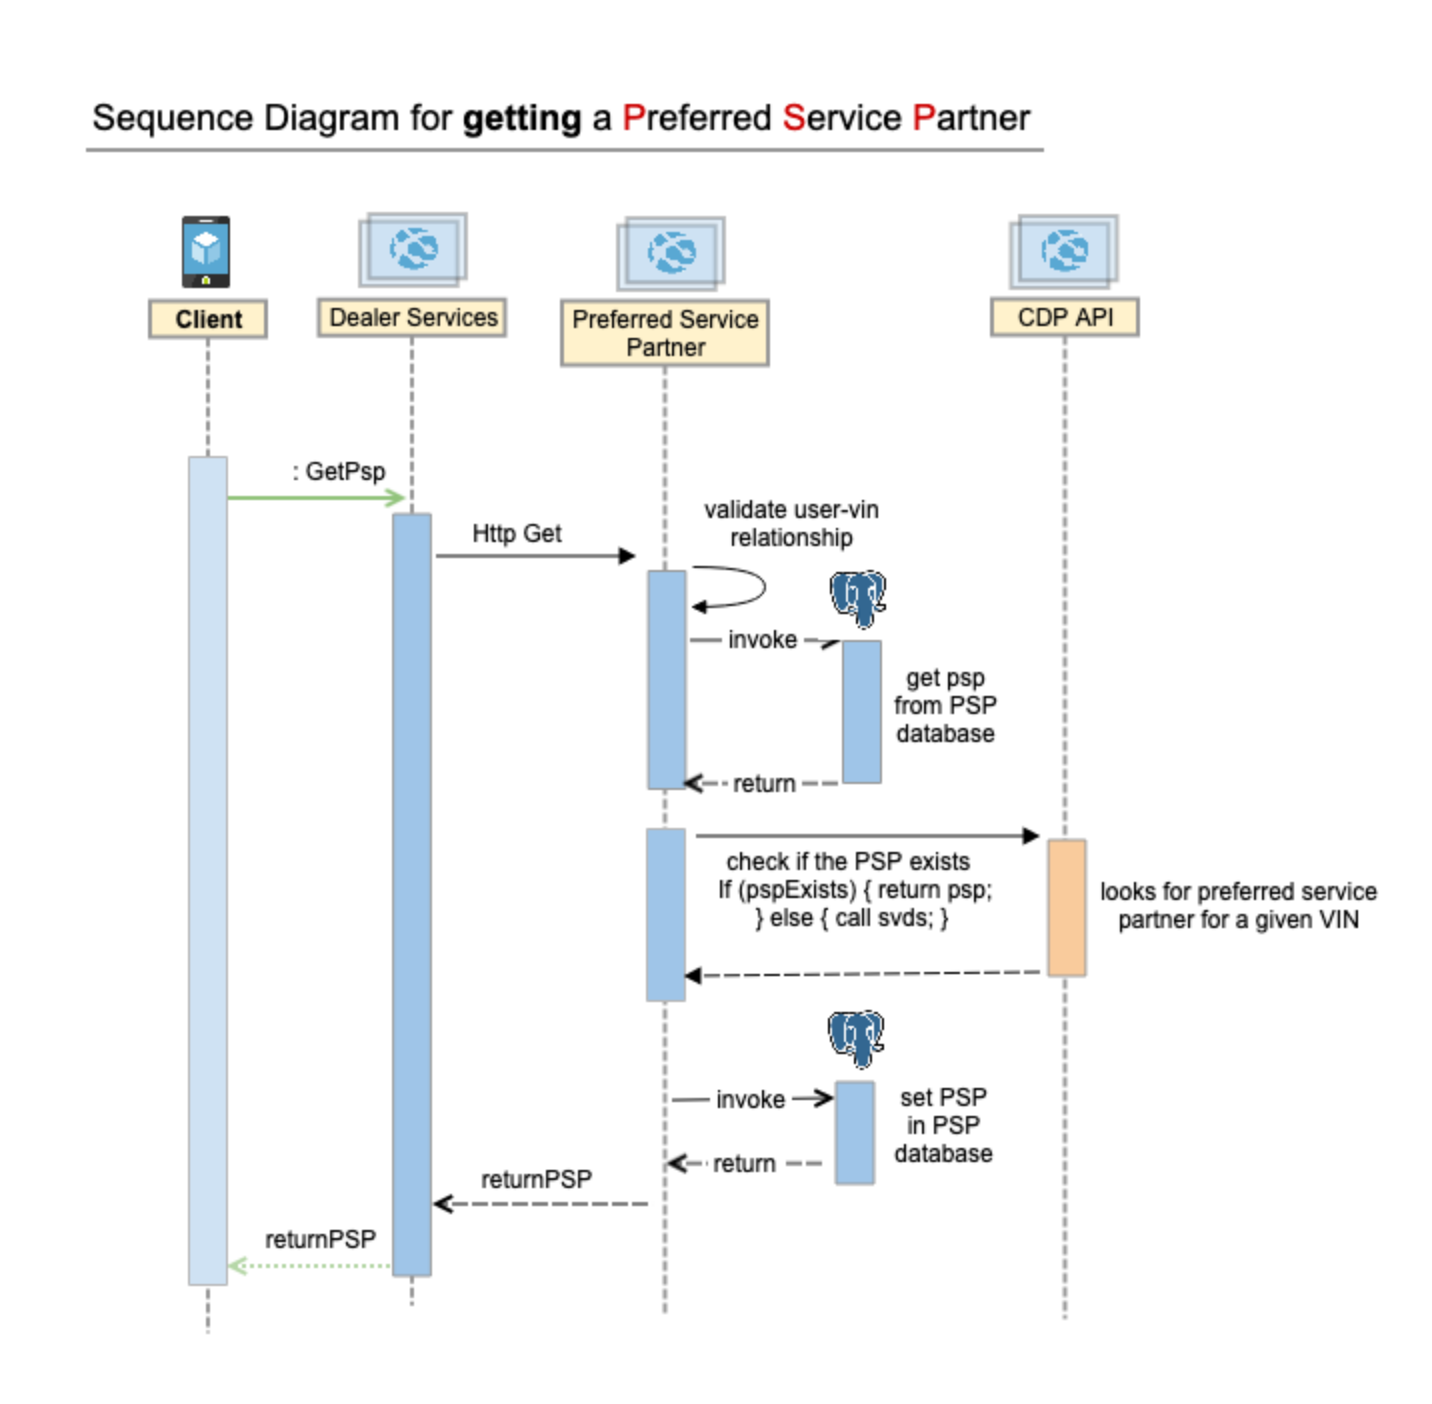 Sequence Diagram for getting a Preferred Service Partner
Client
Dealer Services
Preferred Service
Partner
CDP API
: GetPsp
Http Get
validate user-vin
relationship
invoke
get psp
from PSP
database
return
check if the PSP exists
If (pspExists) { return psp;
} else { call svds; }
looks for preferred service
partner for a given VIN
invoke
set PSP
in PSP
database
return
returnPSP
returnPSP